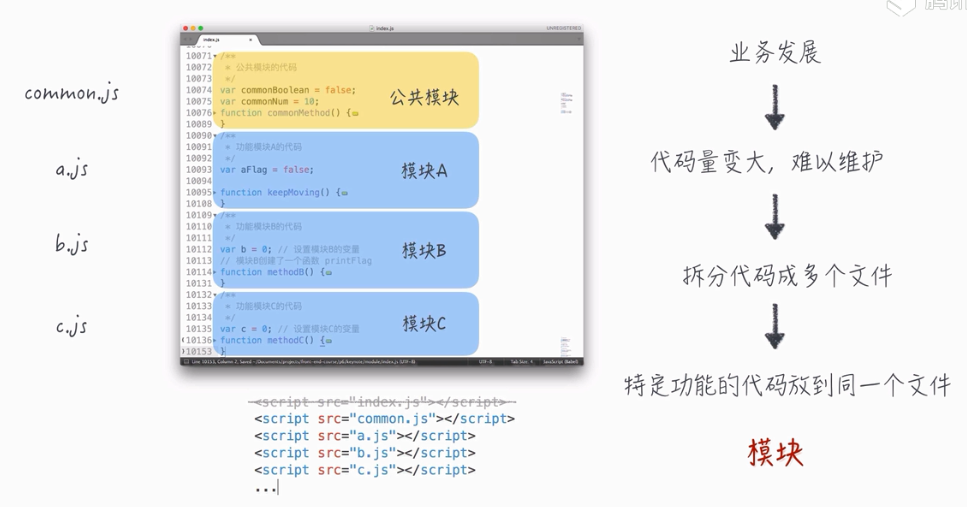 腾讯
index.js
UNREGISTERED
index.js
common.js
a.js
b.js
c.js
10071 /**
10072 * 公共模块的代码
10073 */
10074 var commonBoolean = false;
10075 var commonNum = 10;
10076 function commonMethod() {
10089 }
公共模块
10090 /**
10091 * 功能模块A的代码
10092 */
10093 var aFlag = false;
10094
10095 function keepMoving() {
10108 }
模块A
10109 /**
10110 * 功能模块B的代码
10111 */
10112 var b = 0; // 设置模块B的变量
10113 // 模块B创建了一个函数 printFlag
10114 function methodB() {
10131 }
模块B
10132 /**
10133 * 功能模块C的代码
10134 */
10135 var c = 0; // 设置模块C的变量
10136 function methodC() {
10153 }
模块C
<script src="index.js"></script>
<script src="common.js"></script>
<script src="a.js"></script>
<script src="b.js"></script>
<script src="c.js"></script>
...
业务发展
代码量变大，难以维护
拆分代码成多个文件
特定功能的代码放到同一个文件
模块